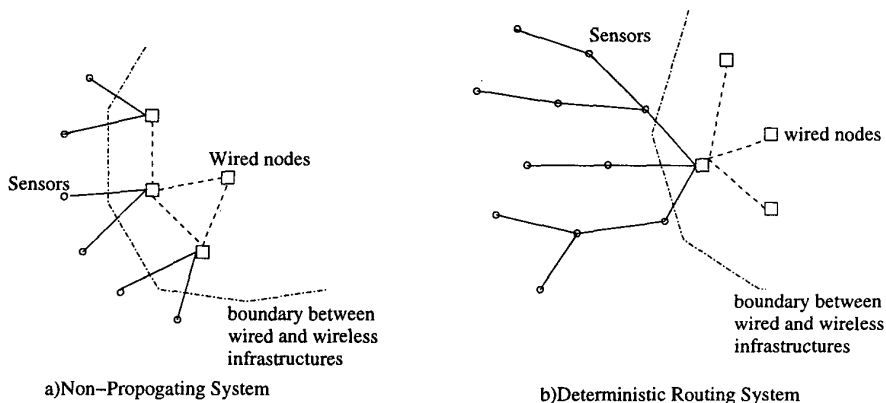 Sensors
Wired nodes
boundary between
wired and wireless
infrastructures
a)Non-Propogating System
Sensors
wired nodes
boundary between
wired and wireless
infrastructures
b)Deterministic Routing System